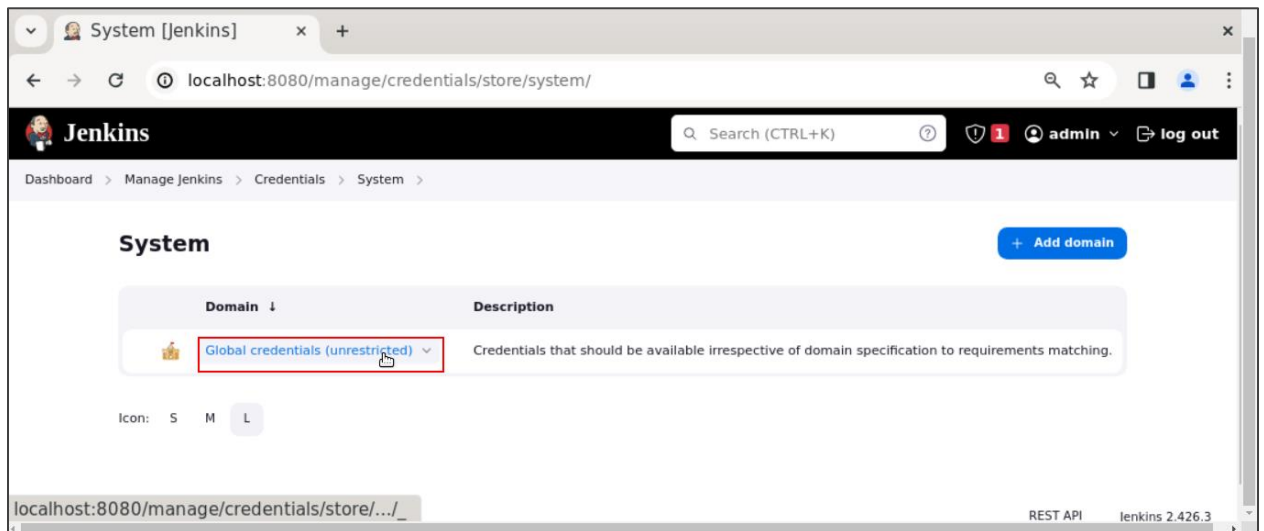 System [Jenkins]
localhost:8080/manage/credentials/store/system/
Jenkins
Search (CTRL+K)
1
admin
log out
Dashboard > Manage Jenkins > Credentials > System >
System
+ Add domain
Domain ↓ Description
Global credentials (unrestricted) Credentials that should be available irrespective of domain specification to requirements matching.
Icon: S M L
localhost:8080/manage/credentials/store/.../_
REST API Jenkins 2.426.3